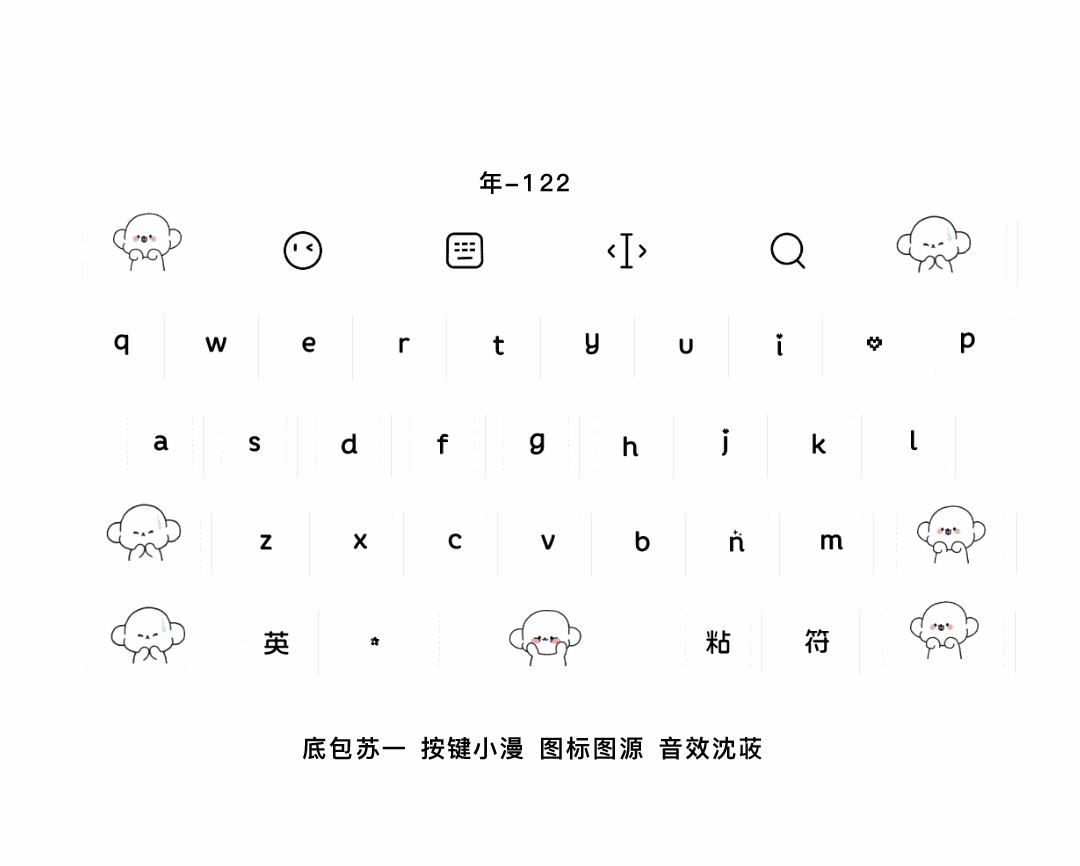 年-122
q w e r t y u i p
a s d f g h j k l
z x c v b n m
英 粘 符
底包苏一 按键小漫 图标图源 音效沈荍